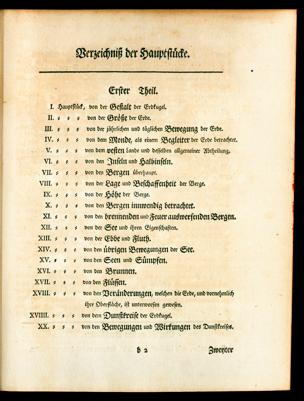 Verzeichniß der Hauptstücke.
Erster Theil.
I. Hauptstück, von der Gestalt der Erdkugel.
II. = = = von der Größe der Erde.
III. = = = von der jährlichen und täglichen Bewegung der Erde.
IV. = = = von dem Monde, als einem Begleiter der Erde betrachtet.
V. = = = von dem vesten Lande und desselben allgemeiner Abtheilung.
VI. = = = von den Inseln und Halbinseln.
VII. = = = von den Bergen überhaupt.
VIII. = = = von der Lage und Beschaffenheit der Berge.
IX. = = = von der Höhe der Berge.
X. = = = von den Bergen innwendig betrachtet.
XI. = = = von den brennenden und Feuer auswerfenden Bergen.
XII. = = = von der See und ihren Eigenschaften.
XIII. = = = von der Ebbe und Fluth.
XIV. = = = von den übrigen Bewegungen der See.
XV. = = = von den Seen und Sümpfen.
XVI. = = = von den Brunnen.
XVII. = = = von den Flüssen.
XVIII. = = = von den Veränderungen, welchen die Erde, und vornehmlich
ihre Oberfläche, ist unterworfen gewesen.
XVIIII. = = = von dem Dunstkreise der Erdkugel.
XX. = = = von den Bewegungen und Wirkungen des Dunstkreises.
b 2 Zweyter